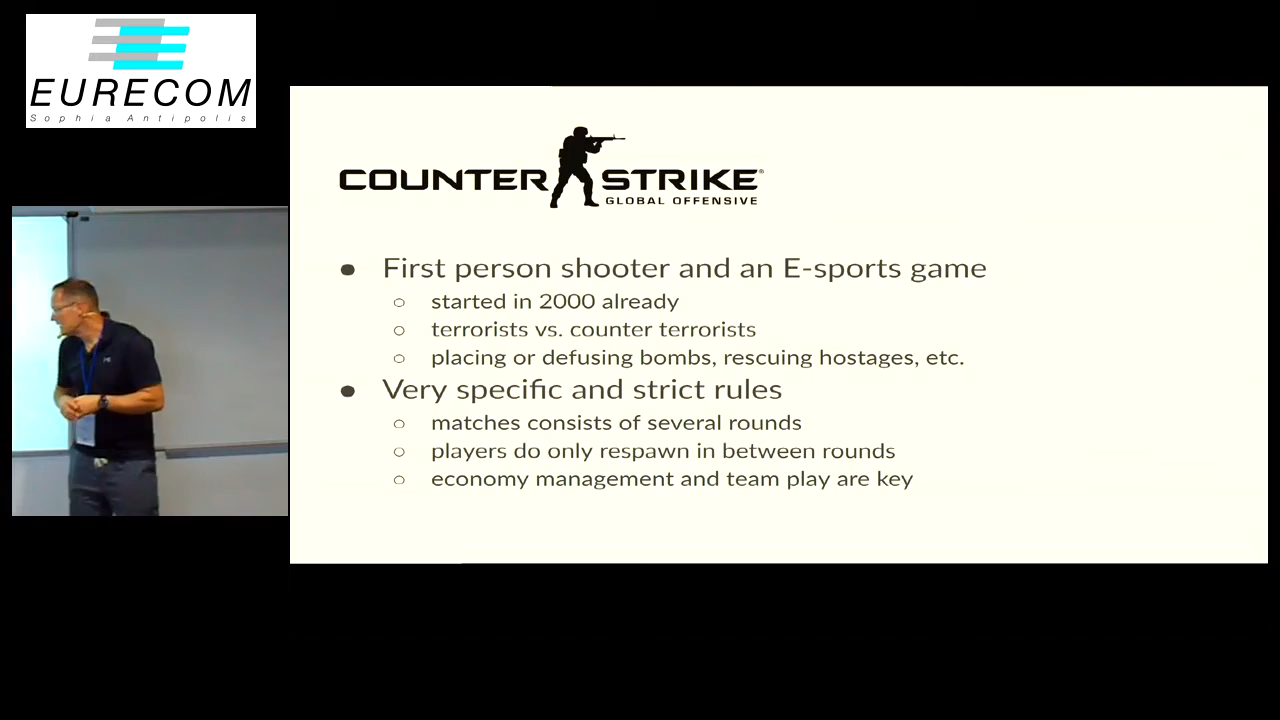 EURECOM
Sophia Antipolis
COUNTER STRIKE
GLOBAL OFFENSIVE
● First person shooter and an E-sports game
○ started in 2000 already
○ terrorists vs. counter terrorists
○ placing or defusing bombs, rescuing hostages, etc.
● Very specific and strict rules
○ matches consists of several rounds
○ players do only respawn in between rounds
○ economy management and team play are key